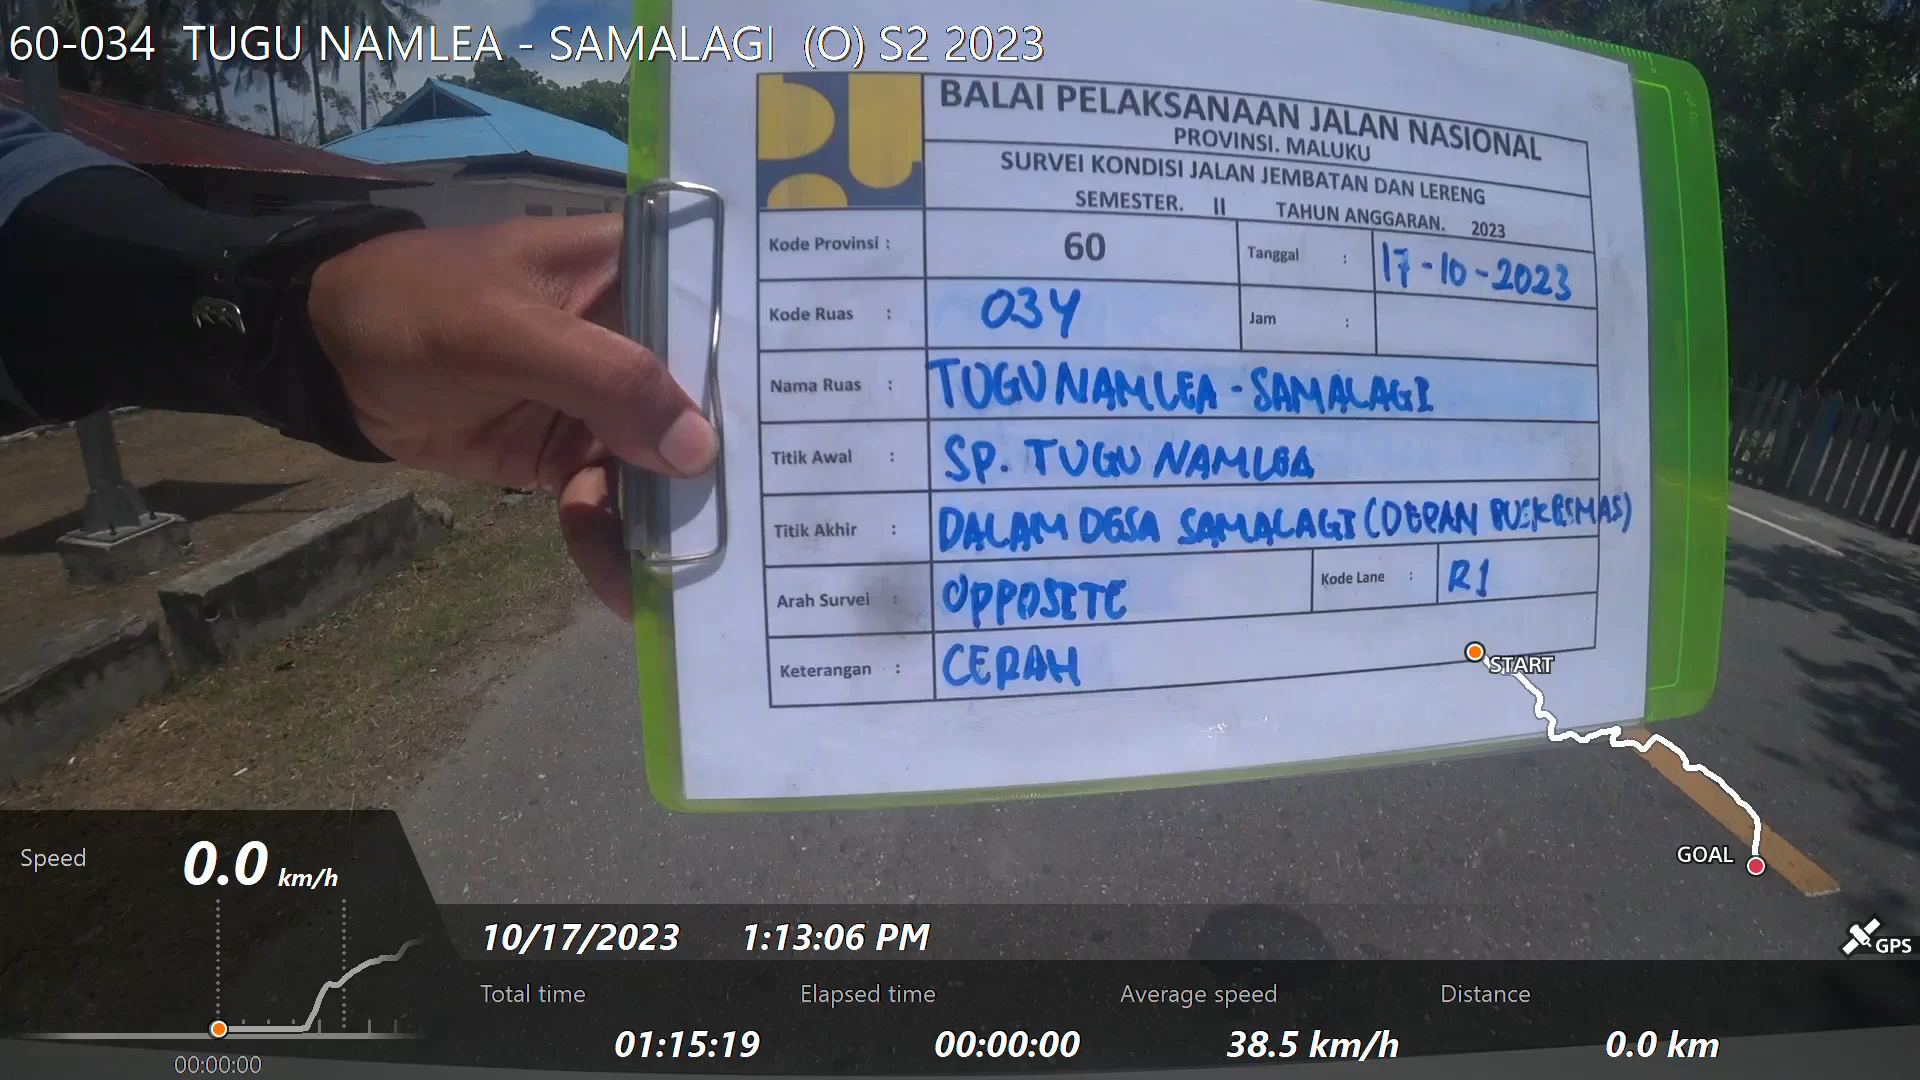 60-034 TUGU NAMLEA - SAMALAGI (O) S2 2023
BALAI PELAKSANAAN JALAN NASIONAL
PROVINSI. MALUKU
SURVEI KONDISI JALAN JEMBATAN DAN LERENG
SEMESTER. II TAHUN ANGGARAN. 2023
Kode Provinsi : 60 Tanggal : 17-10-2023
Kode Ruas : 034 Jam :
Nama Ruas : TUGU NAMLEA - SAMALAGI
Titik Awal : SP. TUGU NAMLEA
Titik Akhir : DALAM DESA SAMALAGI (DEPAN PUSKESMAS)
Arah Survei : OPPOSITE Kode Lane : R1
Keterangan : CERAH
START
GOAL
GPS
Speed 0.0 km/h
00:00:00
10/17/2023 1:13:06 PM
Total time Elapsed time Average speed Distance
01:15:19 00:00:00 38.5 km/h 0.0 km